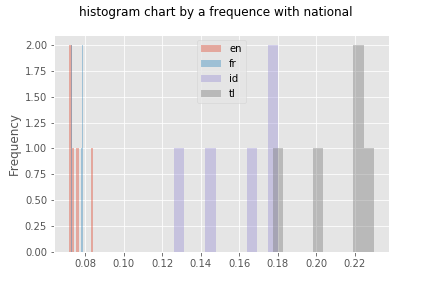 histogram chart by a frequence with national
en
fr
id
tl
Frequency
2.00
1.75
1.50
1.25
1.00
0.75
0.50
0.25
0.00
0.08 0.10 0.12 0.14 0.16 0.18 0.20 0.22